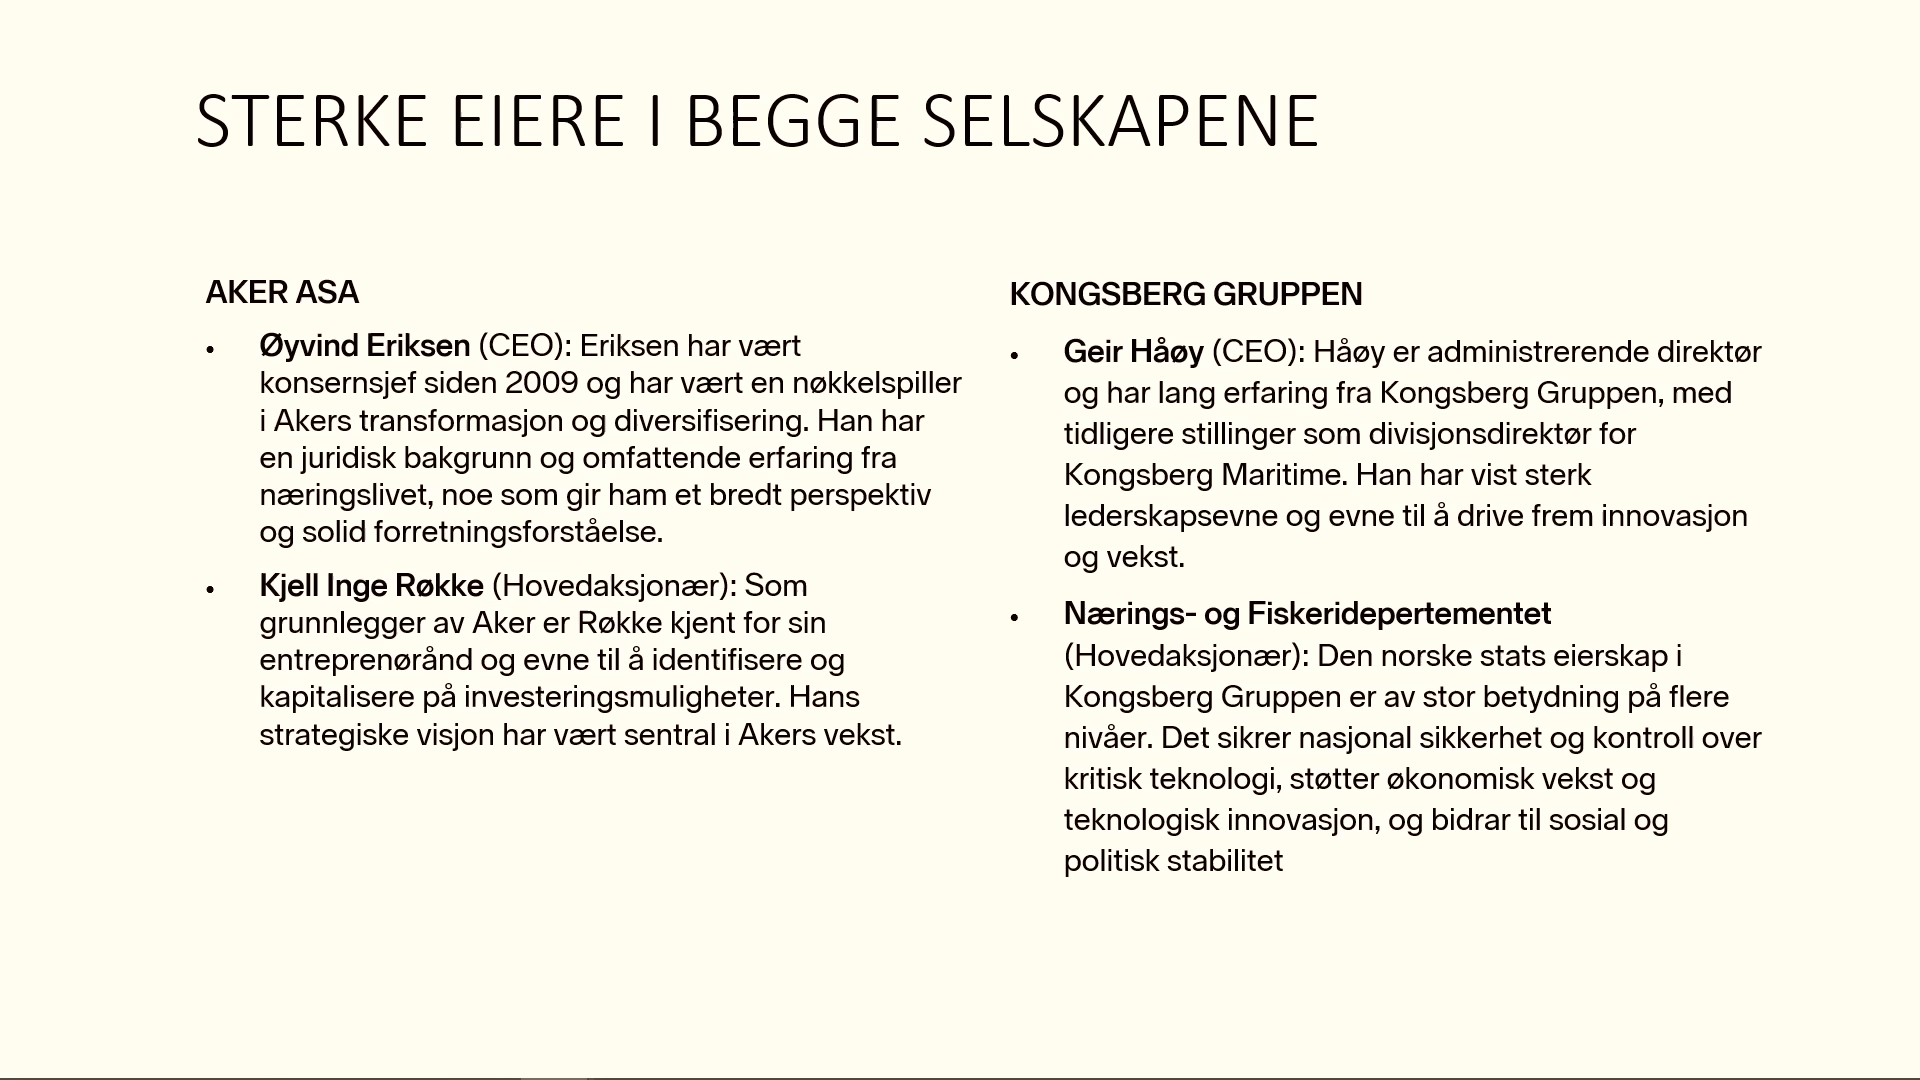 STERKE EIERE I BEGGE SELSKAPENE
AKER ASA
• Øyvind Eriksen (CEO): Eriksen har vært
konsernsjef siden 2009 og har vært en nøkkelspiller
i Akers transformasjon og diversifisering. Han har
en juridisk bakgrunn og omfattende erfaring fra
næringslivet, noe som gir ham et bredt perspektiv
og solid forretningsforståelse.
• Kjell Inge Røkke (Hovedaksjonær): Som
grunnlegger av Aker er Røkke kjent for sin
entreprenørånd og evne til å identifisere og
kapitalisere på investeringsmuligheter. Hans
strategiske visjon har vært sentral i Akers vekst.
KONGSBERG GRUPPEN
• Geir Håøy (CEO): Håøy er administrerende direktør
og har lang erfaring fra Kongsberg Gruppen, med
tidligere stillinger som divisjonsdirektør for
Kongsberg Maritime. Han har vist sterk
lederskapsevne og evne til å drive frem innovasjon
og vekst.
• Nærings- og Fiskeridepertementet
(Hovedaksjonær): Den norske stats eierskap i
Kongsberg Gruppen er av stor betydning på flere
nivåer. Det sikrer nasjonal sikkerhet og kontroll over
kritisk teknologi, støtter økonomisk vekst og
teknologisk innovasjon, og bidrar til sosial og
politisk stabilitet